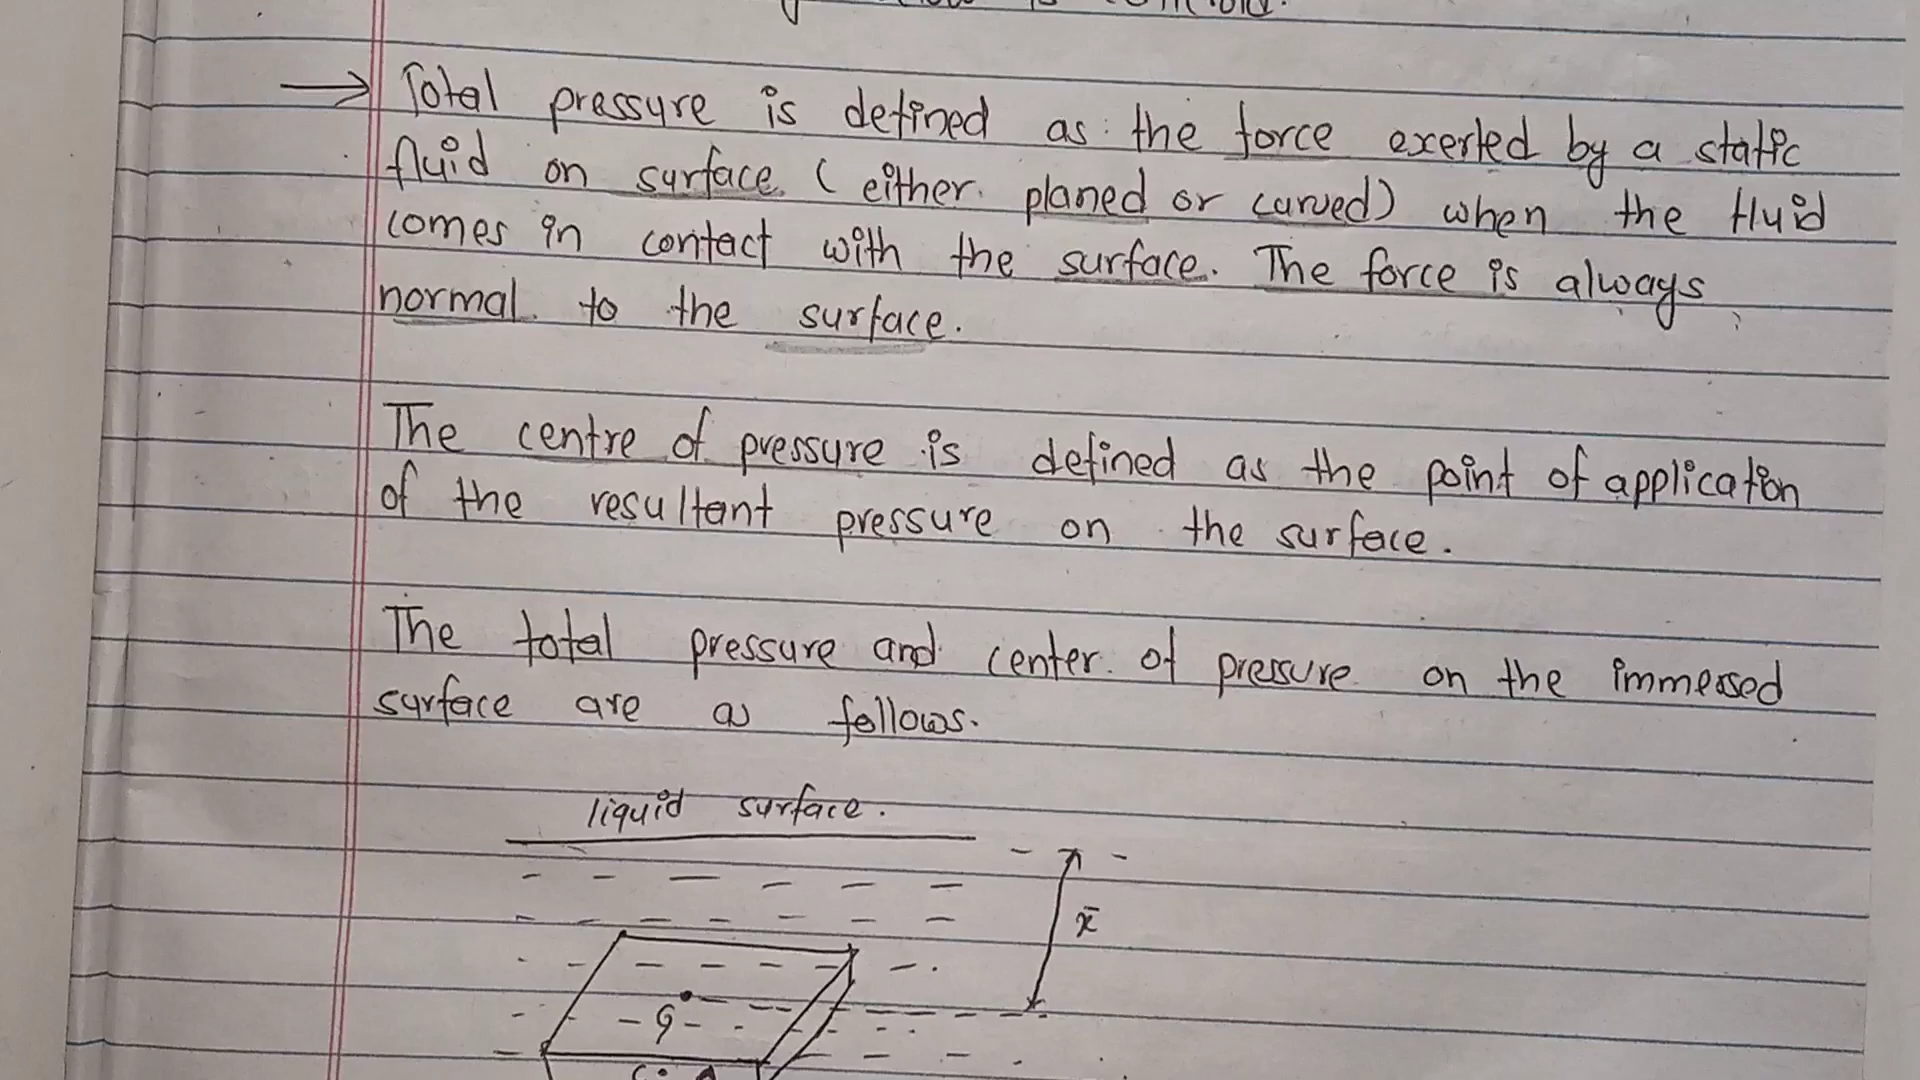 → Total pressure is defined as the force exerted by a static
fluid on surface (either planed or curved) when the fluid
comes in contact with the surface. The force is always
normal to the surface.
The centre of pressure is defined as the point of application
of the resultant pressure on the surface.
The total pressure and center of pressure on the immersed
surface are as follows.
liquid surface.
x̄
G